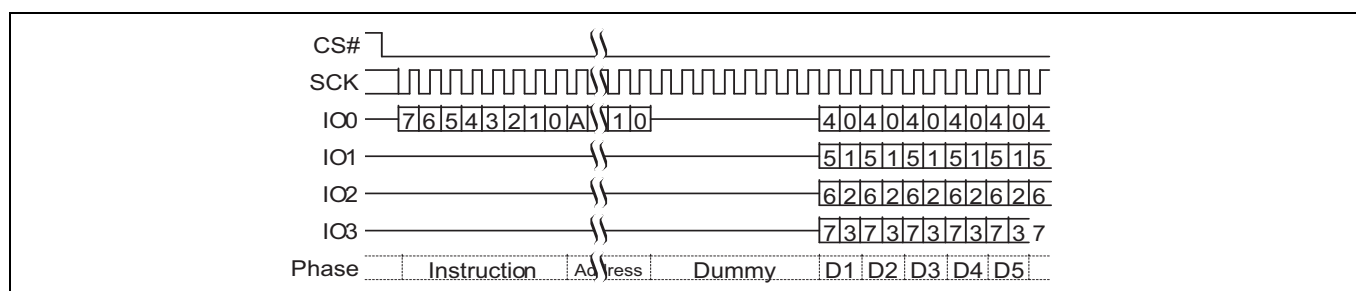 CS#
SCK
IO0 7 6 5 4 3 2 1 0 A 1 0 4 0 4 0 4 0 4 0 4 0 4
IO1 5 1 5 1 5 1 5 1 5 1 5
IO2 6 2 6 2 6 2 6 2 6 2 6
IO3 7 3 7 3 7 3 7 3 7 3 7
Phase Instruction Address Dummy D1 D2 D3 D4 D5